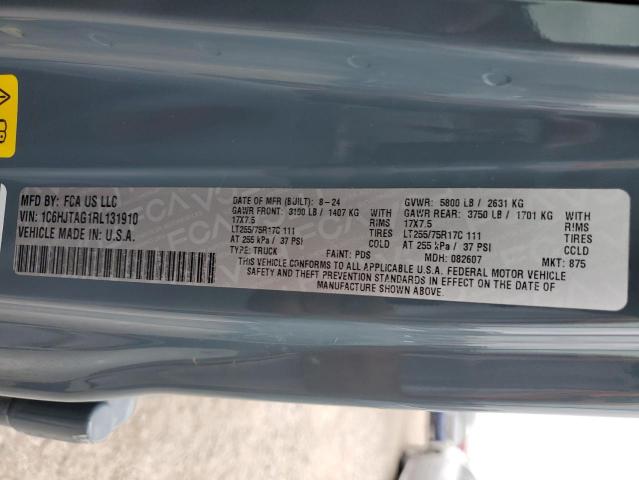 MFD BY: FCA US LLC
VIN: 1C6HJTAG1RL131910
VEHICLE MADE IN U.S.A.
DATE OF MFR (BUILT): 8-24
GAWR FRONT: 3100 LB / 1407 KG WITH
17X7.5 RIMS
LT255/75R17C 111 TIRES
AT 255 kPa / 37 PSI COLD
TYPE: TRUCK PAINT: PDS
GVWR: 5800 LB / 2631 KG
GAWR REAR: 3750 LB / 1701 KG WITH
17X7.5 RIMS
LT255/75R17C 111 TIRES
AT 255 kPa / 37 PSI COLD
MDH: 082607 MKT: 875
THIS VEHICLE CONFORMS TO ALL APPLICABLE U.S.A. FEDERAL MOTOR VEHICLE
SAFETY AND THEFT PREVENTION STANDARDS IN EFFECT ON THE DATE OF
MANUFACTURE SHOWN ABOVE.